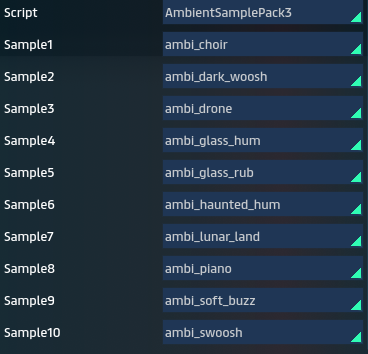 Script AmbientSamplePack3
Sample1 ambi_choir
Sample2 ambi_dark_woosh
Sample3 ambi_drone
Sample4 ambi_glass_hum
Sample5 ambi_glass_rub
Sample6 ambi_haunted_hum
Sample7 ambi_lunar_land
Sample8 ambi_piano
Sample9 ambi_soft_buzz
Sample10 ambi_swoosh